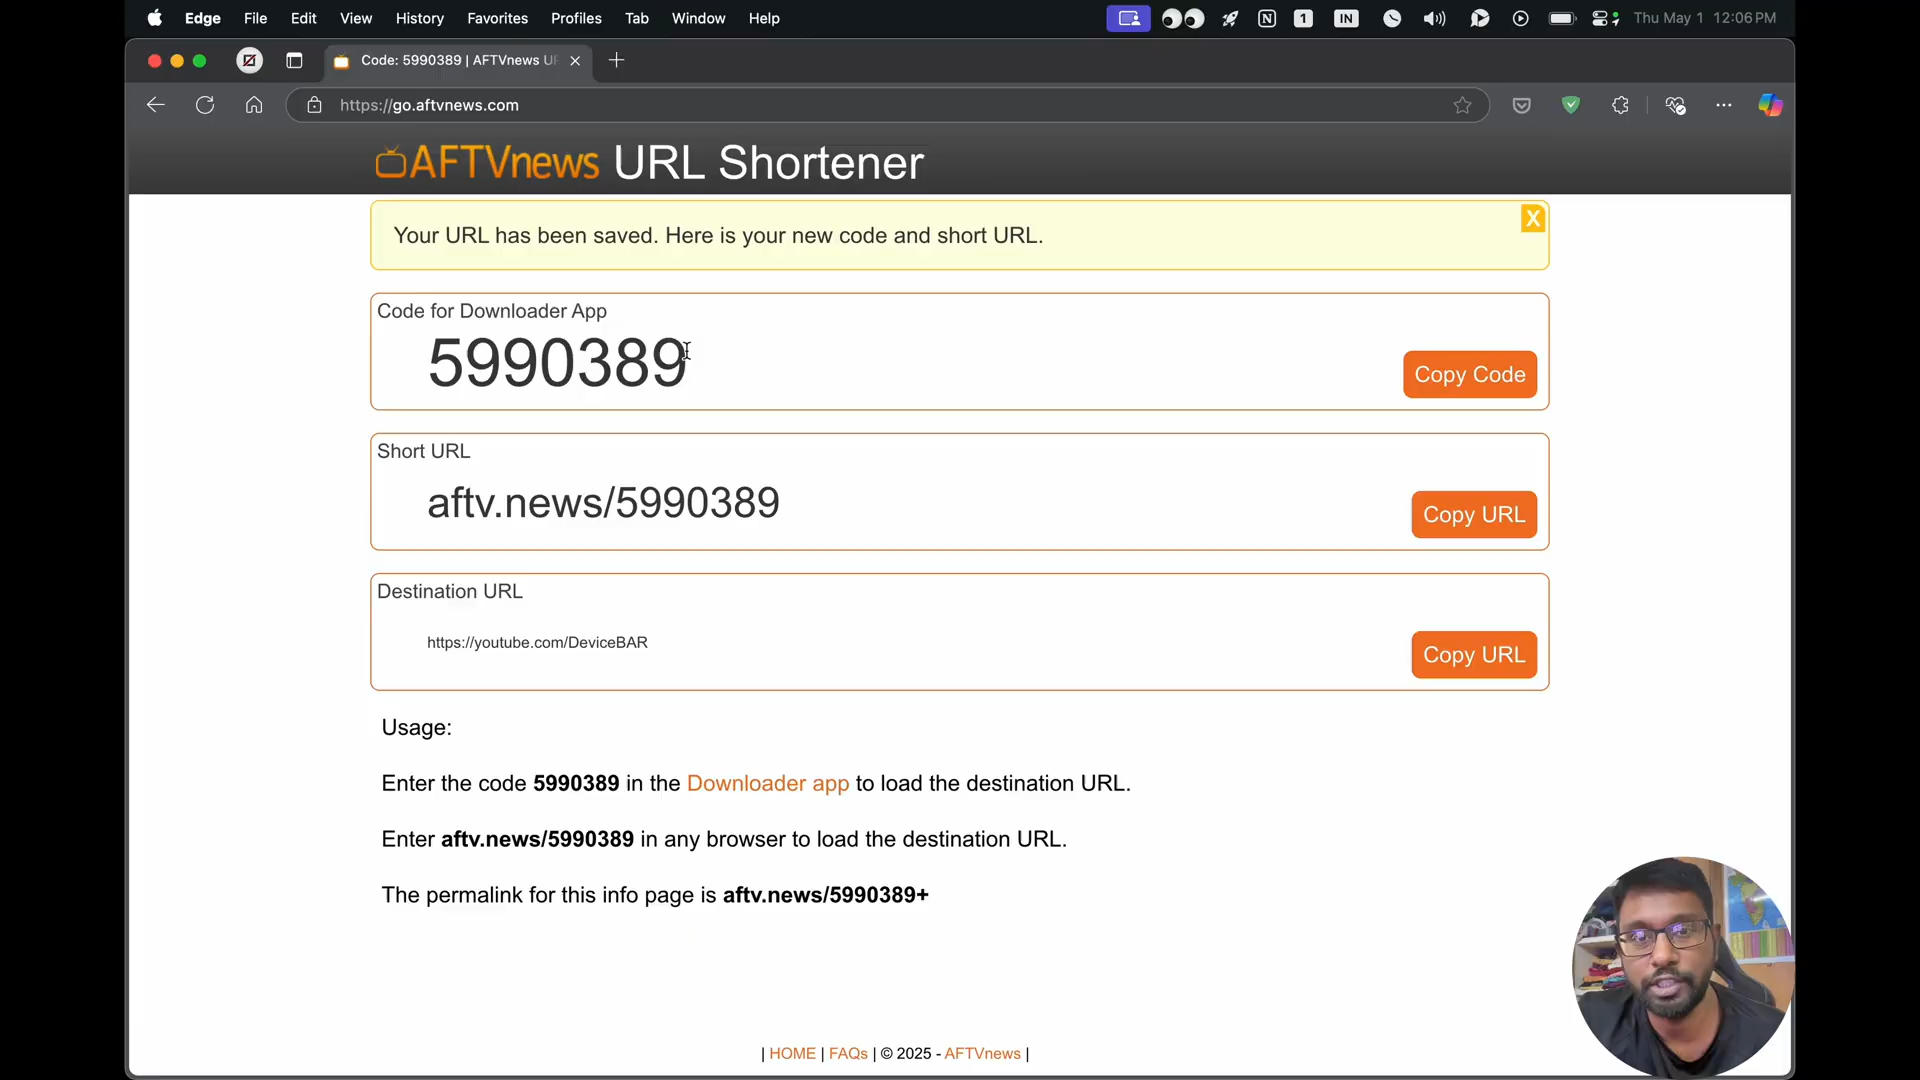 Edge File Edit View History Favorites Profiles Tab Window Help
N 1 IN Thu May 1 12:06 PM
Code: 5990389 | AFTVnews
https://go.aftvnews.com
AFTVnews URL Shortener
Your URL has been saved. Here is your new code and short URL.
X
Code for Downloader App
5990389
Copy Code
Short URL
aftv.news/5990389
Copy URL
Destination URL
https://youtube.com/DeviceBAR
Copy URL
Usage:
Enter the code 5990389 in the Downloader app to load the destination URL.
Enter aftv.news/5990389 in any browser to load the destination URL.
The permalink for this info page is aftv.news/5990389+
| HOME | FAQs | © 2025 - AFTVnews |